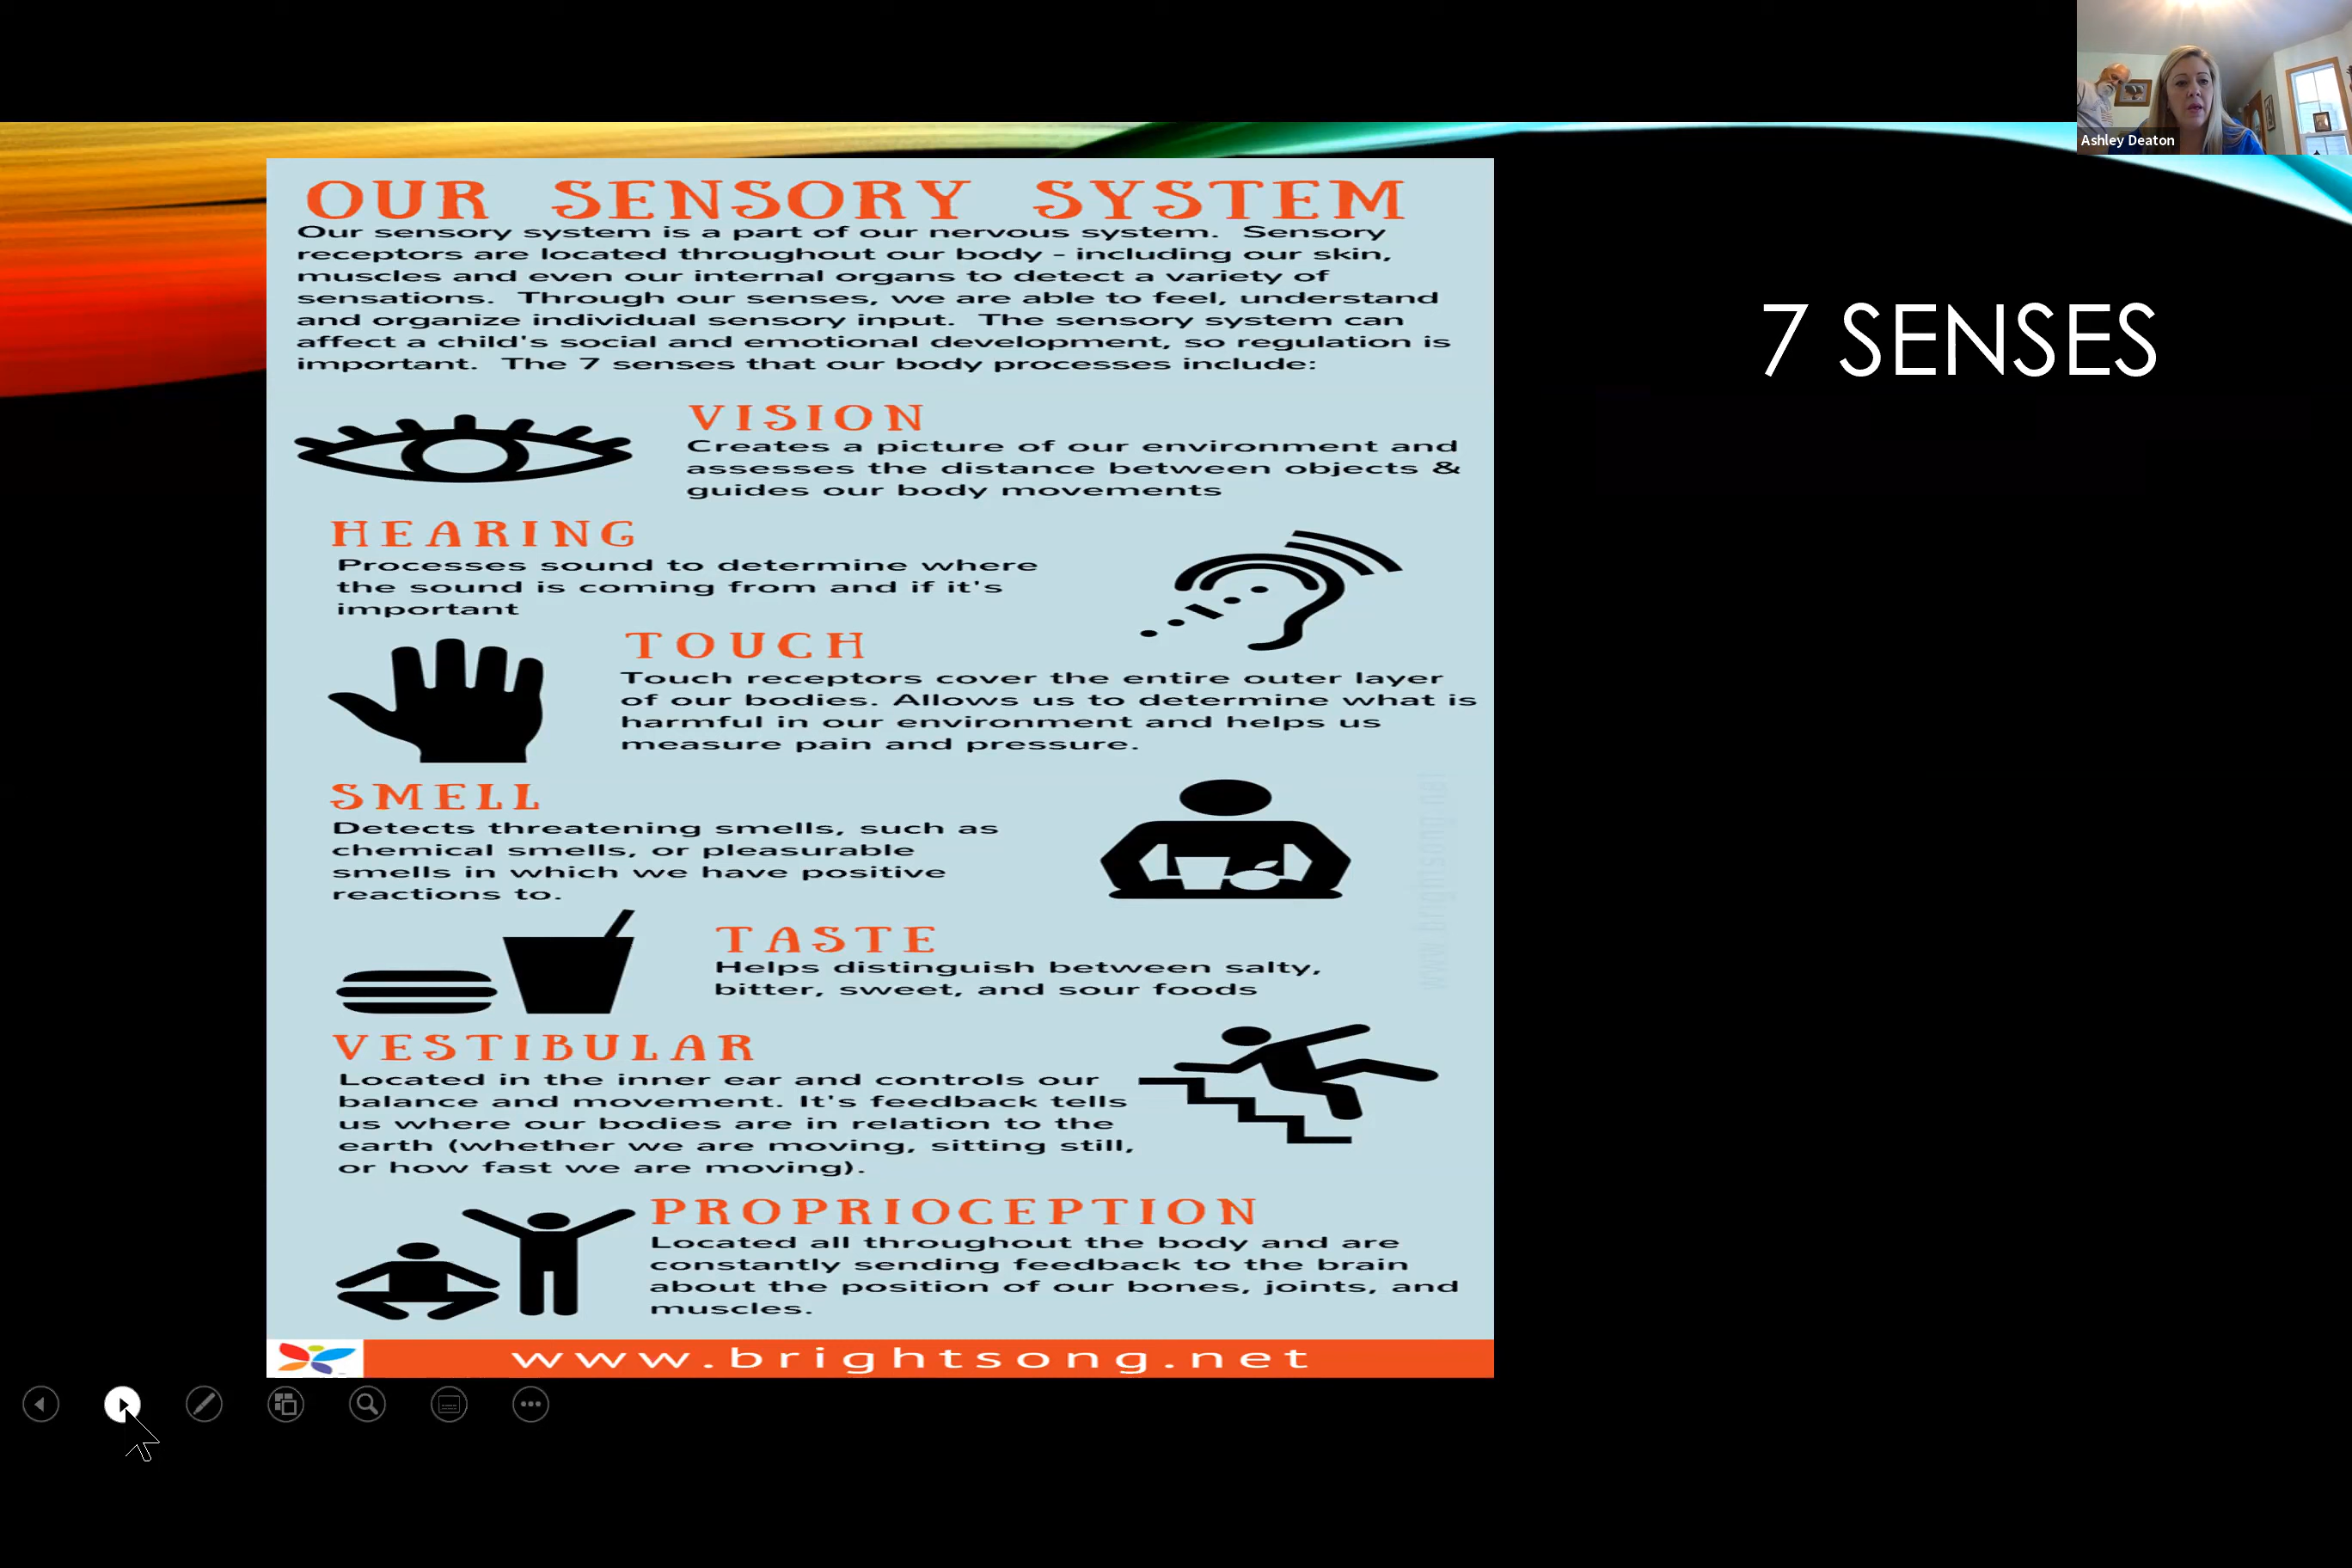 Ashley Deaton
OUR SENSORY SYSTEM
Our sensory system is a part of our nervous system. Sensory
receptors are located throughout our body - including our skin,
muscles and even our internal organs to detect a variety of
sensations. Through our senses, we are able to feel, understand
and organize individual sensory input. The sensory system can
affect a child's social and emotional development, so regulation is
important. The 7 senses that our body processes include:
7 SENSES
VISION
Creates a picture of our environment and
assesses the distance between objects &
guides our body movements
HEARING
Processes sound to determine where
the sound is coming from and if it's
important
TOUCH
Touch receptors cover the entire outer layer
of our bodies. Allows us to determine what is
harmful in our environment and helps us
measure pain and pressure.
SMELL
Detects threatening smells, such as
chemical smells, or pleasurable
smells in which we have positive
reactions to.
www.brightsong.net
TASTE
Helps distinguish between salty,
bitter, sweet, and sour foods
VESTIBULAR
Located in the inner ear and controls our
balance and movement. It's feedback tells
us where our bodies are in relation to the
earth (whether we are moving, sitting still,
or how fast we are moving).
PROPRIOCEPTION
Located all throughout the body and are
constantly sending feedback to the brain
about the position of our bones, joints, and
muscles.
www.brightsong.net